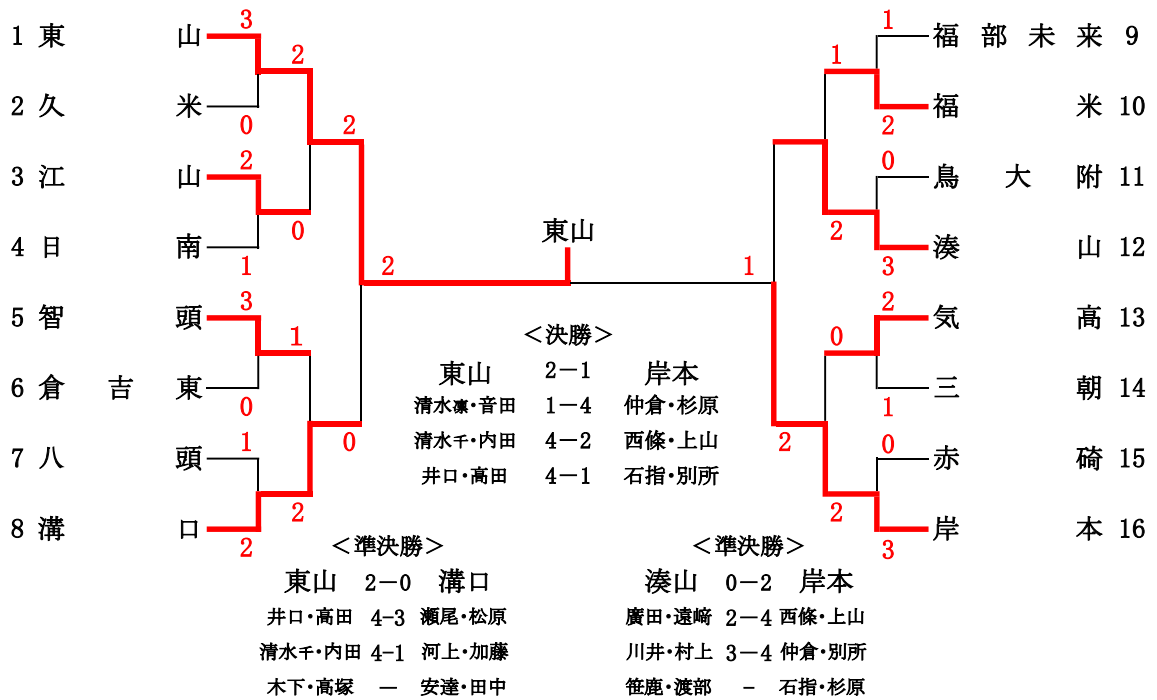 1 東山
3
2 久米
0
2
3 江山
2
4 日南
1
0
2
5 智頭
3
6 倉吉東
0
1
7 八頭
1
8 溝口
2
2
0
2
東山
福部未来 9
1
福米 10
2
1
鳥大附 11
0
湊山 12
3
2
1
気高 13
2
三朝 14
1
0
赤碕 15
0
岸本 16
3
2
2
＜決勝＞
東山 2－1 岸本
清水凛・音田 1－4 仲倉・杉原
清水千・内田 4－2 西條・上山
井口・高田 4－1 石指・別所
＜準決勝＞
東山 2-0 溝口
井口・高田 4-3 瀬尾・松原
清水千・内田 4-1 河上・加藤
木下・高塚 － 安達・田中
＜準決勝＞
湊山 0－2 岸本
廣田・遠﨑 2－4 西條・上山
川井・村上 3－4 仲倉・別所
笹鹿・渡部 - 石指・杉原